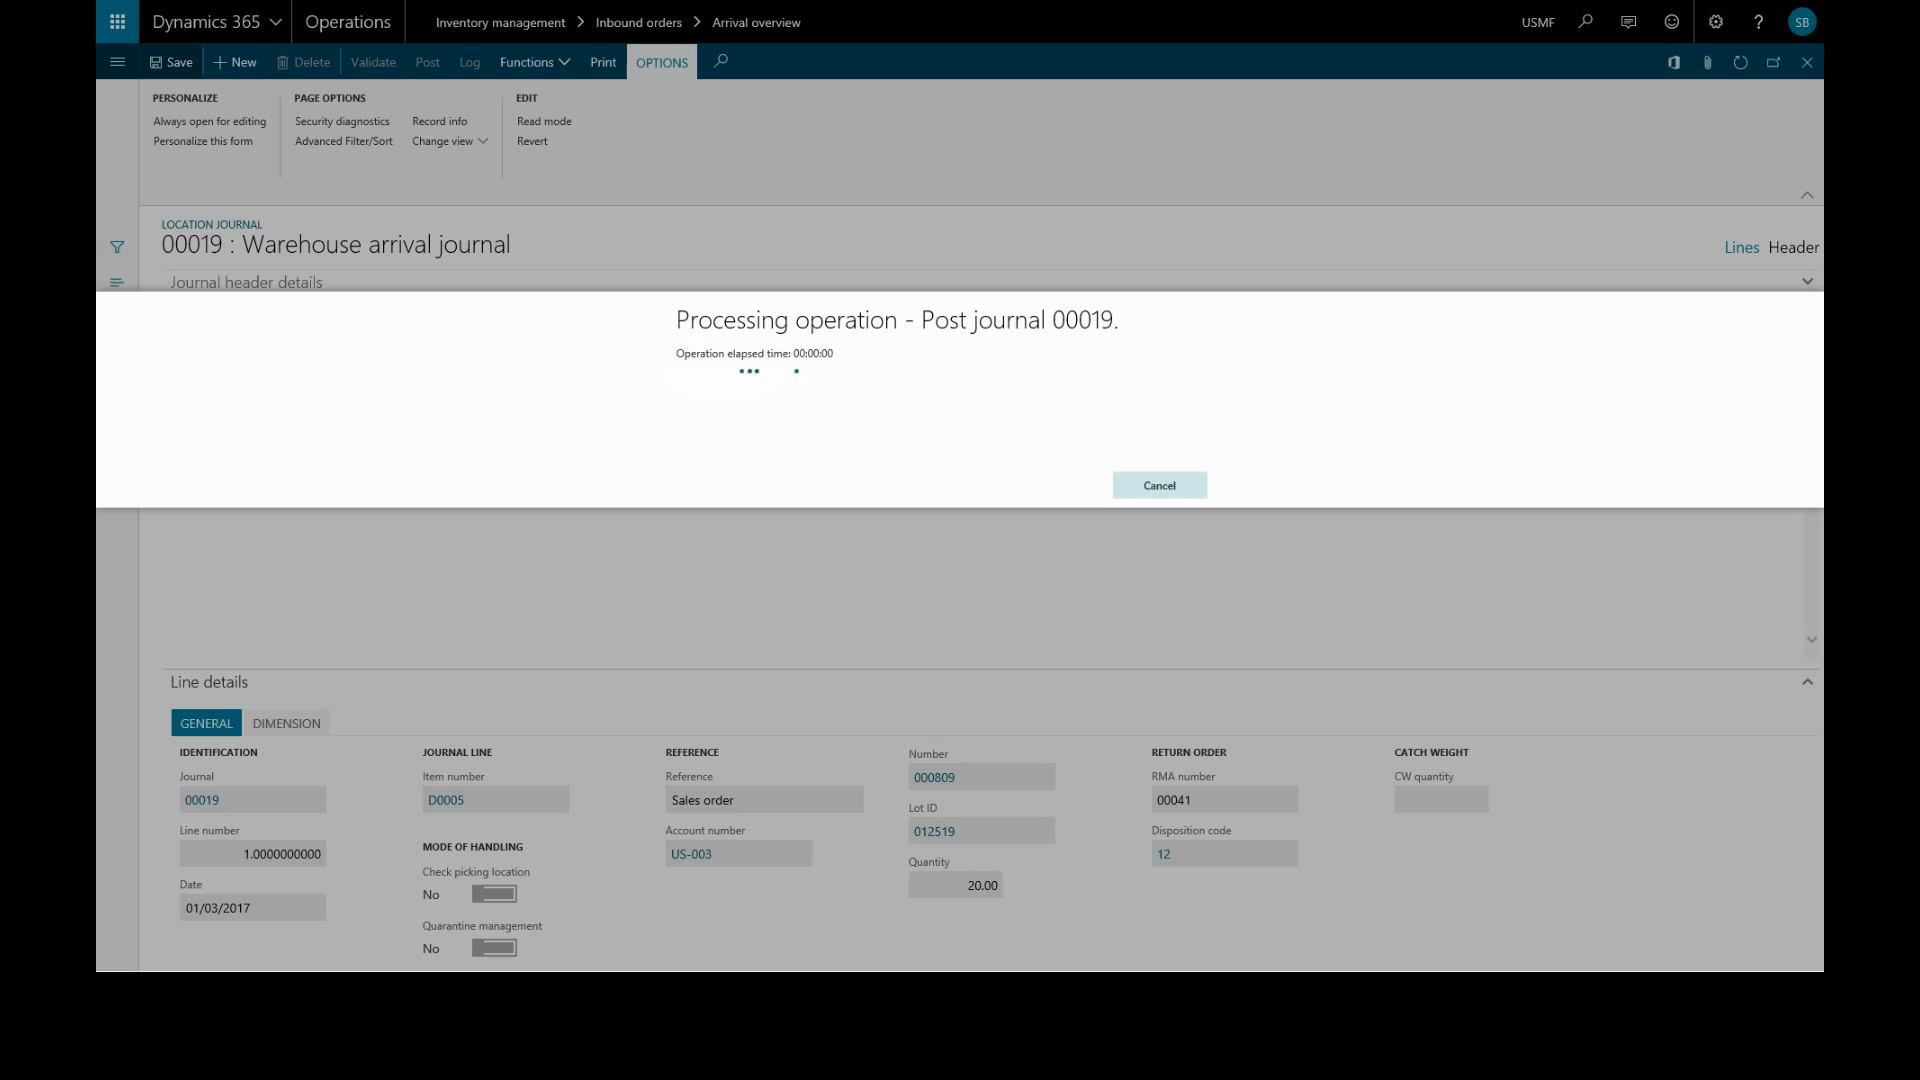 Dynamics 365 Operations Inventory management Inbound orders Arrival overview USMF ? SB
Save New Delete Validate Post Log Functions Print OPTIONS
PERSONALIZE PAGE OPTIONS EDIT
Always open for editing Security diagnostics Record info Read mode
Personalize this form Advanced Filter/Sort Change view Revert
LOCATION JOURNAL
00019 : Warehouse arrival journal
Lines Header
Journal header details
Processing operation - Post journal 00019.
Operation elapsed time: 00:00:00
Cancel
Line details
GENERAL DIMENSION
IDENTIFICATION
Journal
00019
Line number
1.0000000000
Date
01/03/2017
JOURNAL LINE
Item number
D0005
MODE OF HANDLING
Check picking location
No
Quarantine management
No
REFERENCE
Reference
Sales order
Account number
US-003
Number
000809
Lot ID
012519
Quantity
20.00
RETURN ORDER
RMA number
00041
Disposition code
12
CATCH WEIGHT
CW quantity